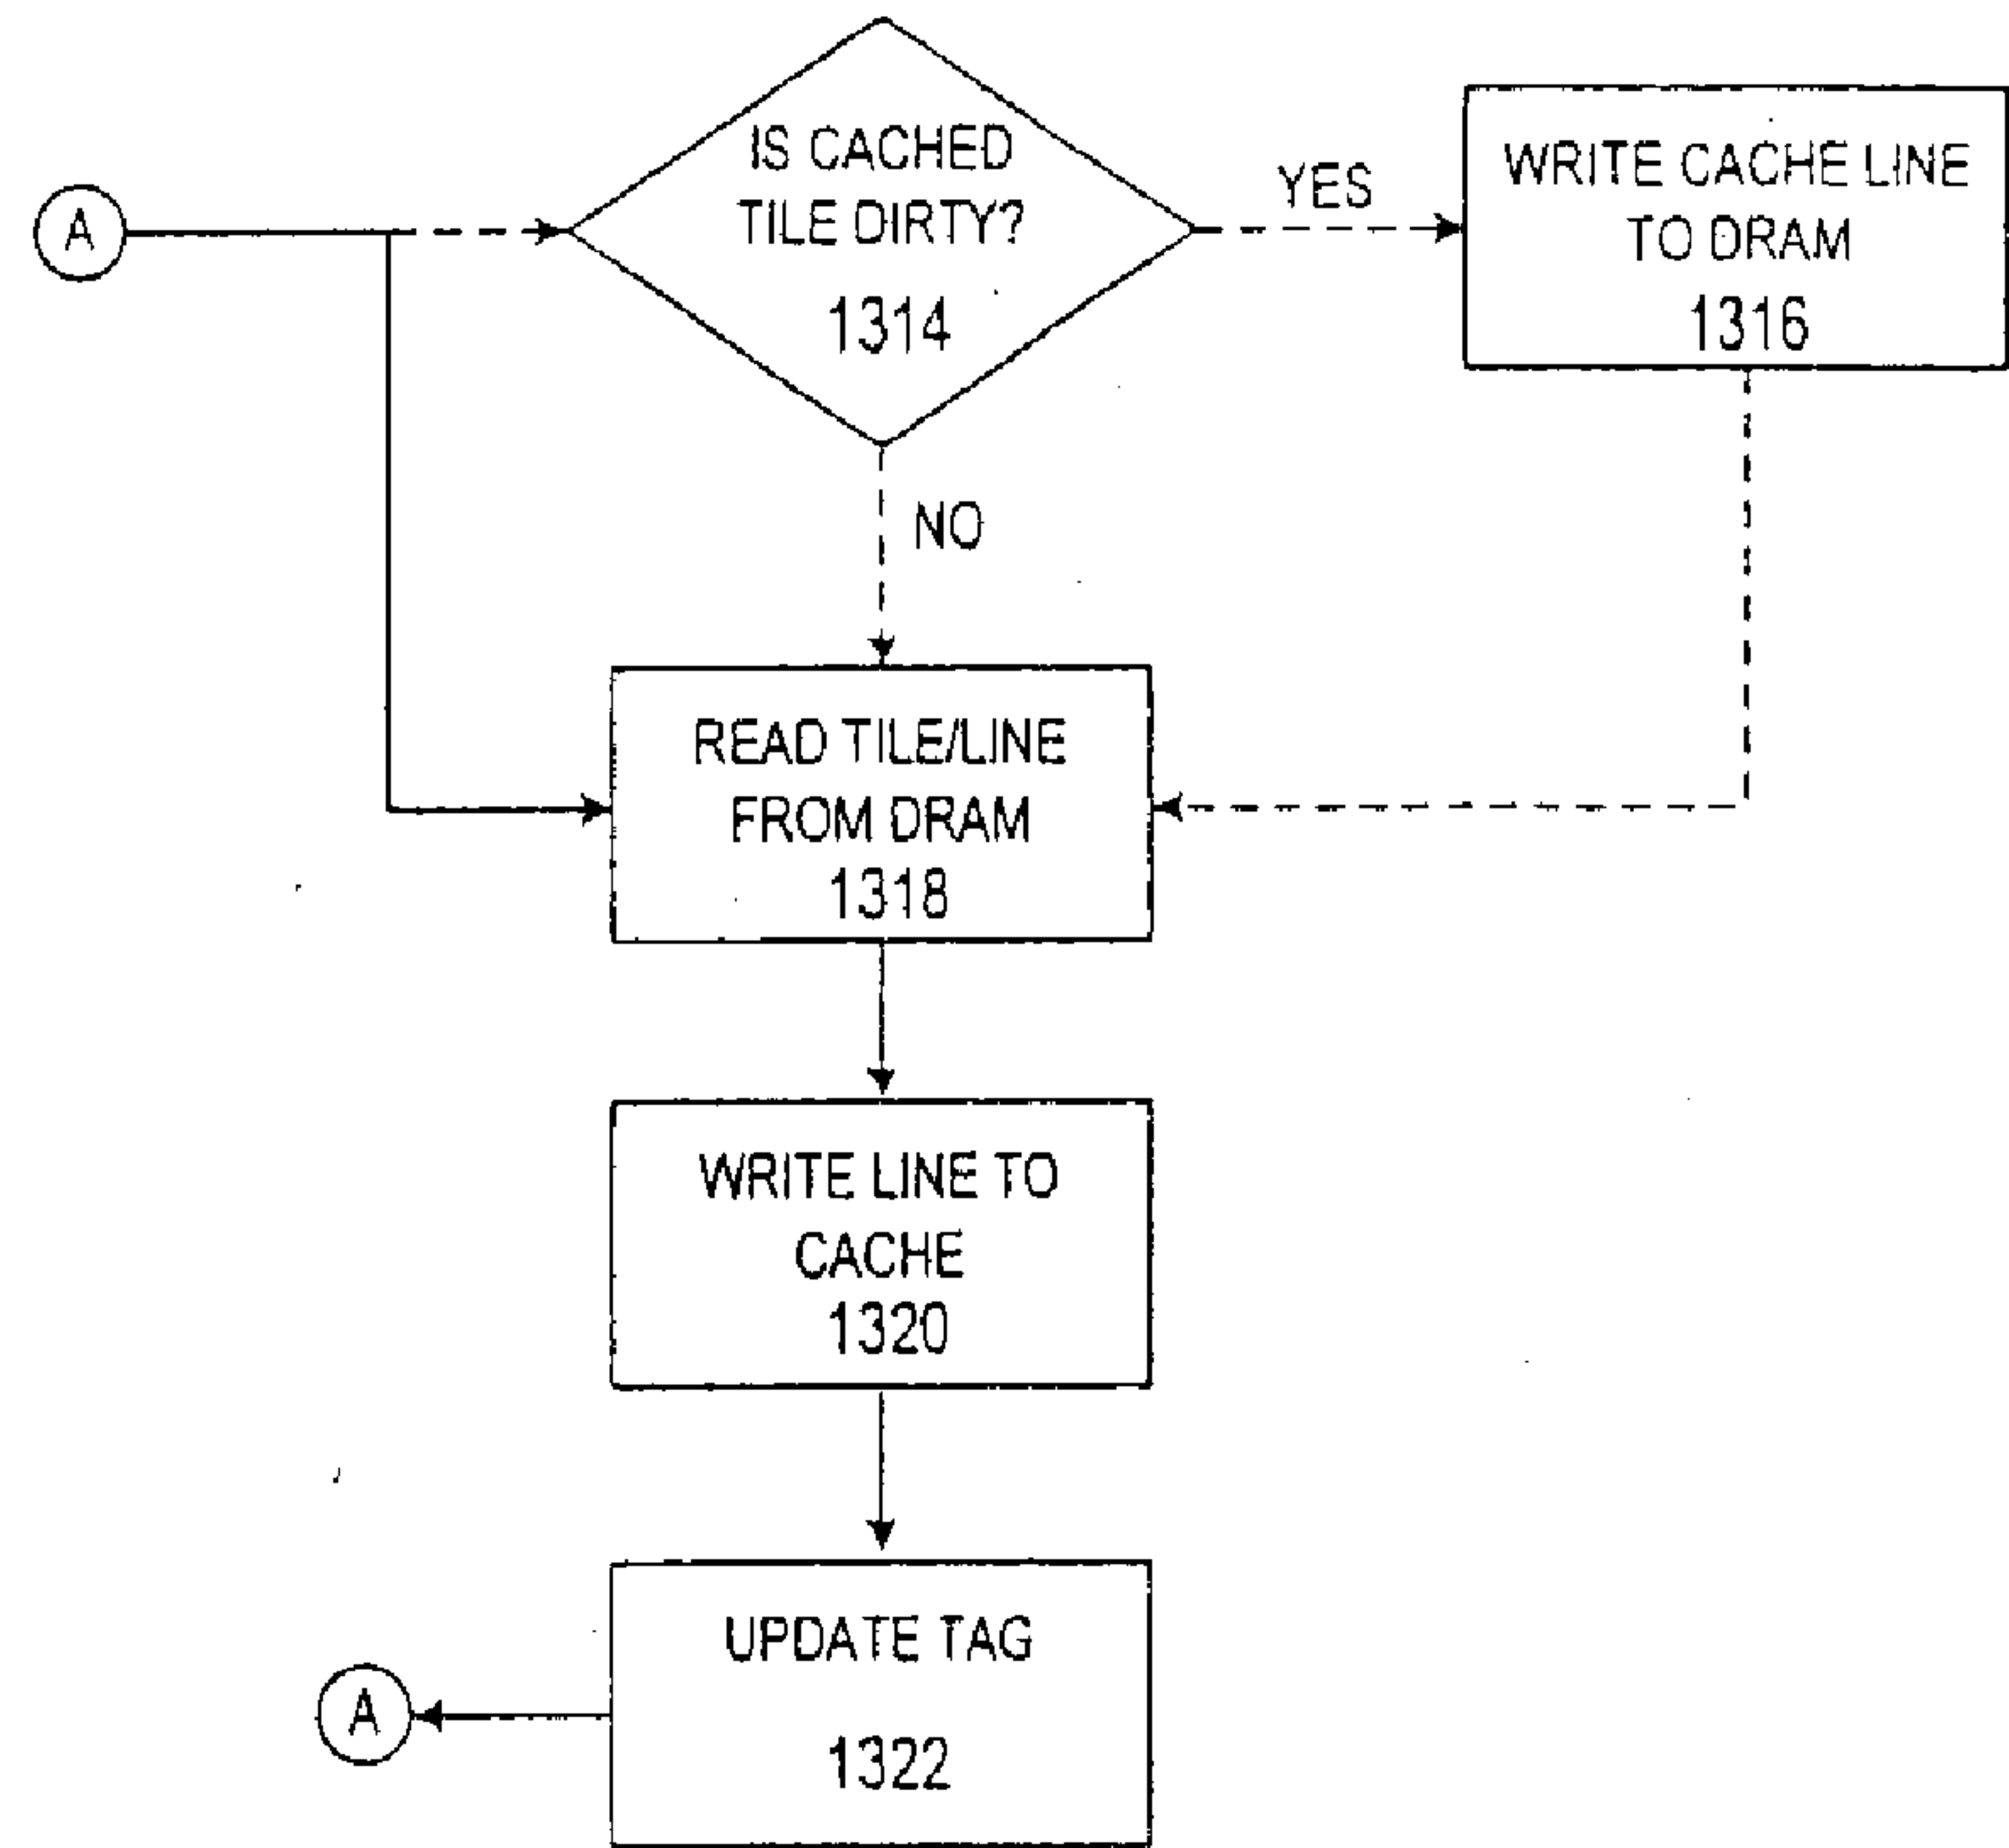 A
IS CACHED
TILE DIRTY?
1314
YES
WRITE CACHE LINE
TO DRAM
1316
NO
READ TILE/LINE
FROM DRAM
1318
WRITE LINE TO
CACHE
1320
UPDATE TAG
1322
A